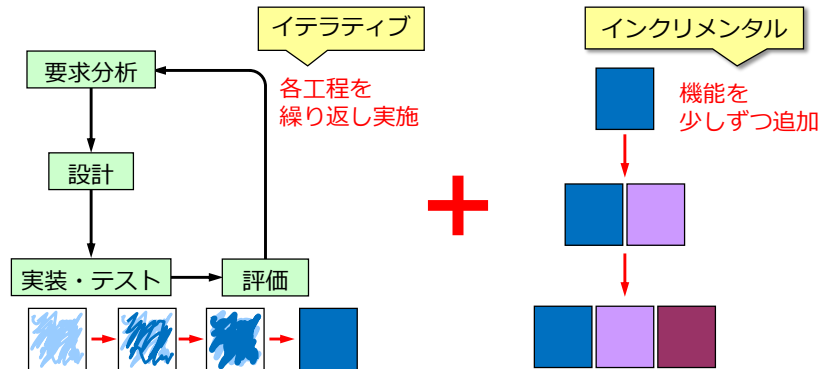 イテラティブ
要求分析
各工程を
繰り返し実施
設計
実装・テスト
評価
インクリメンタル
機能を
少しずつ追加